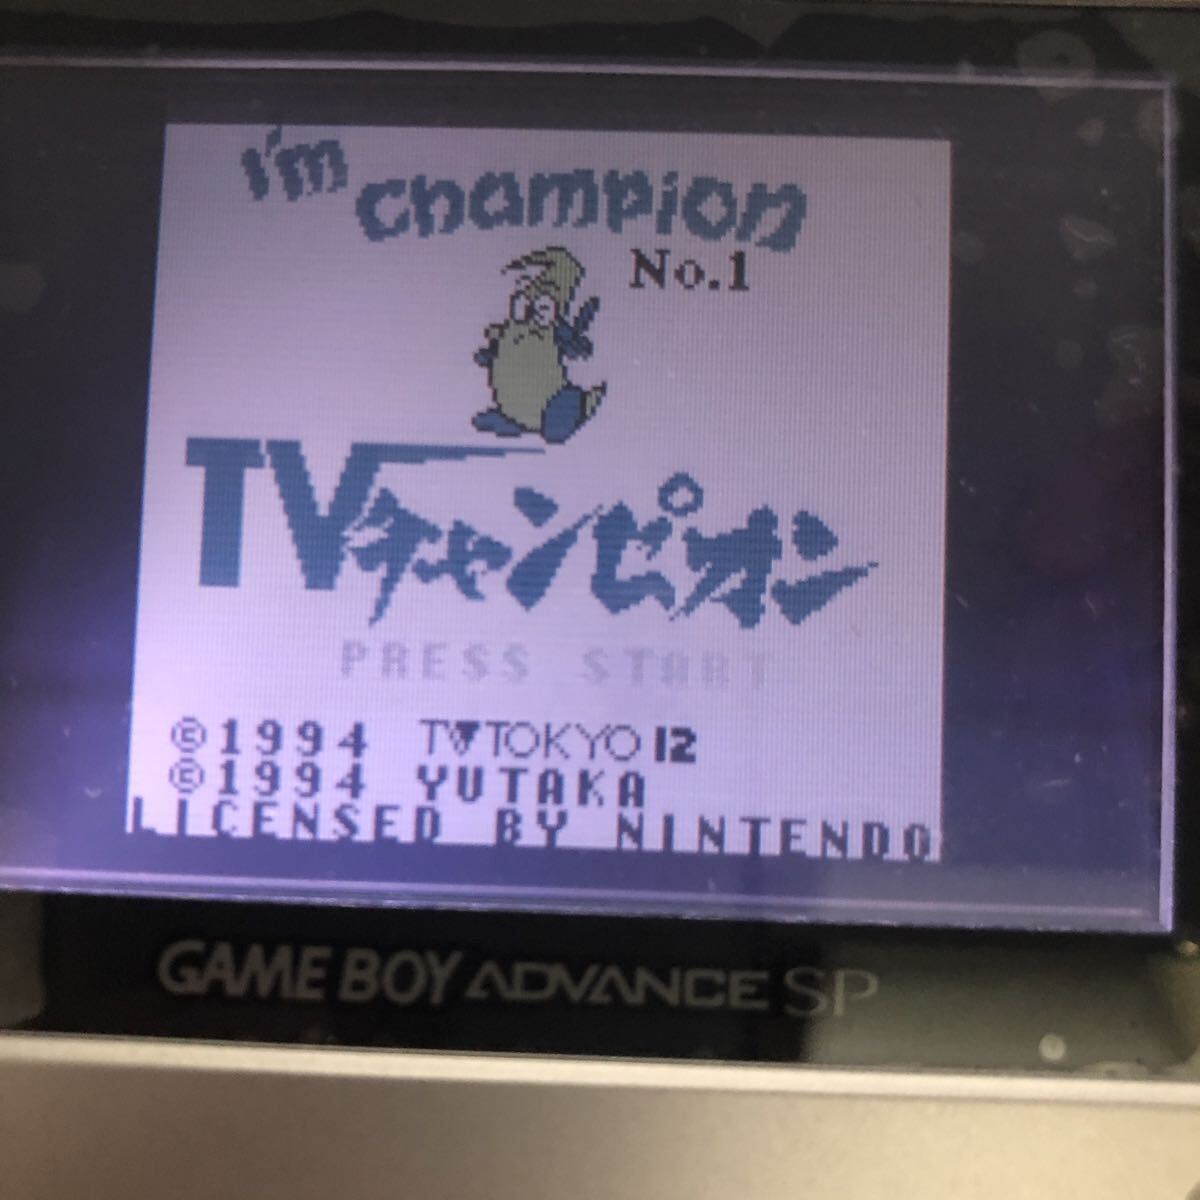 I'm
champion
No.1
TVチャンピオン
PRESS START
©1994 TV TOKYO 12
©1994 YUTAKA
LICENSED BY NINTENDO
GAME BOY ADVANCE SP